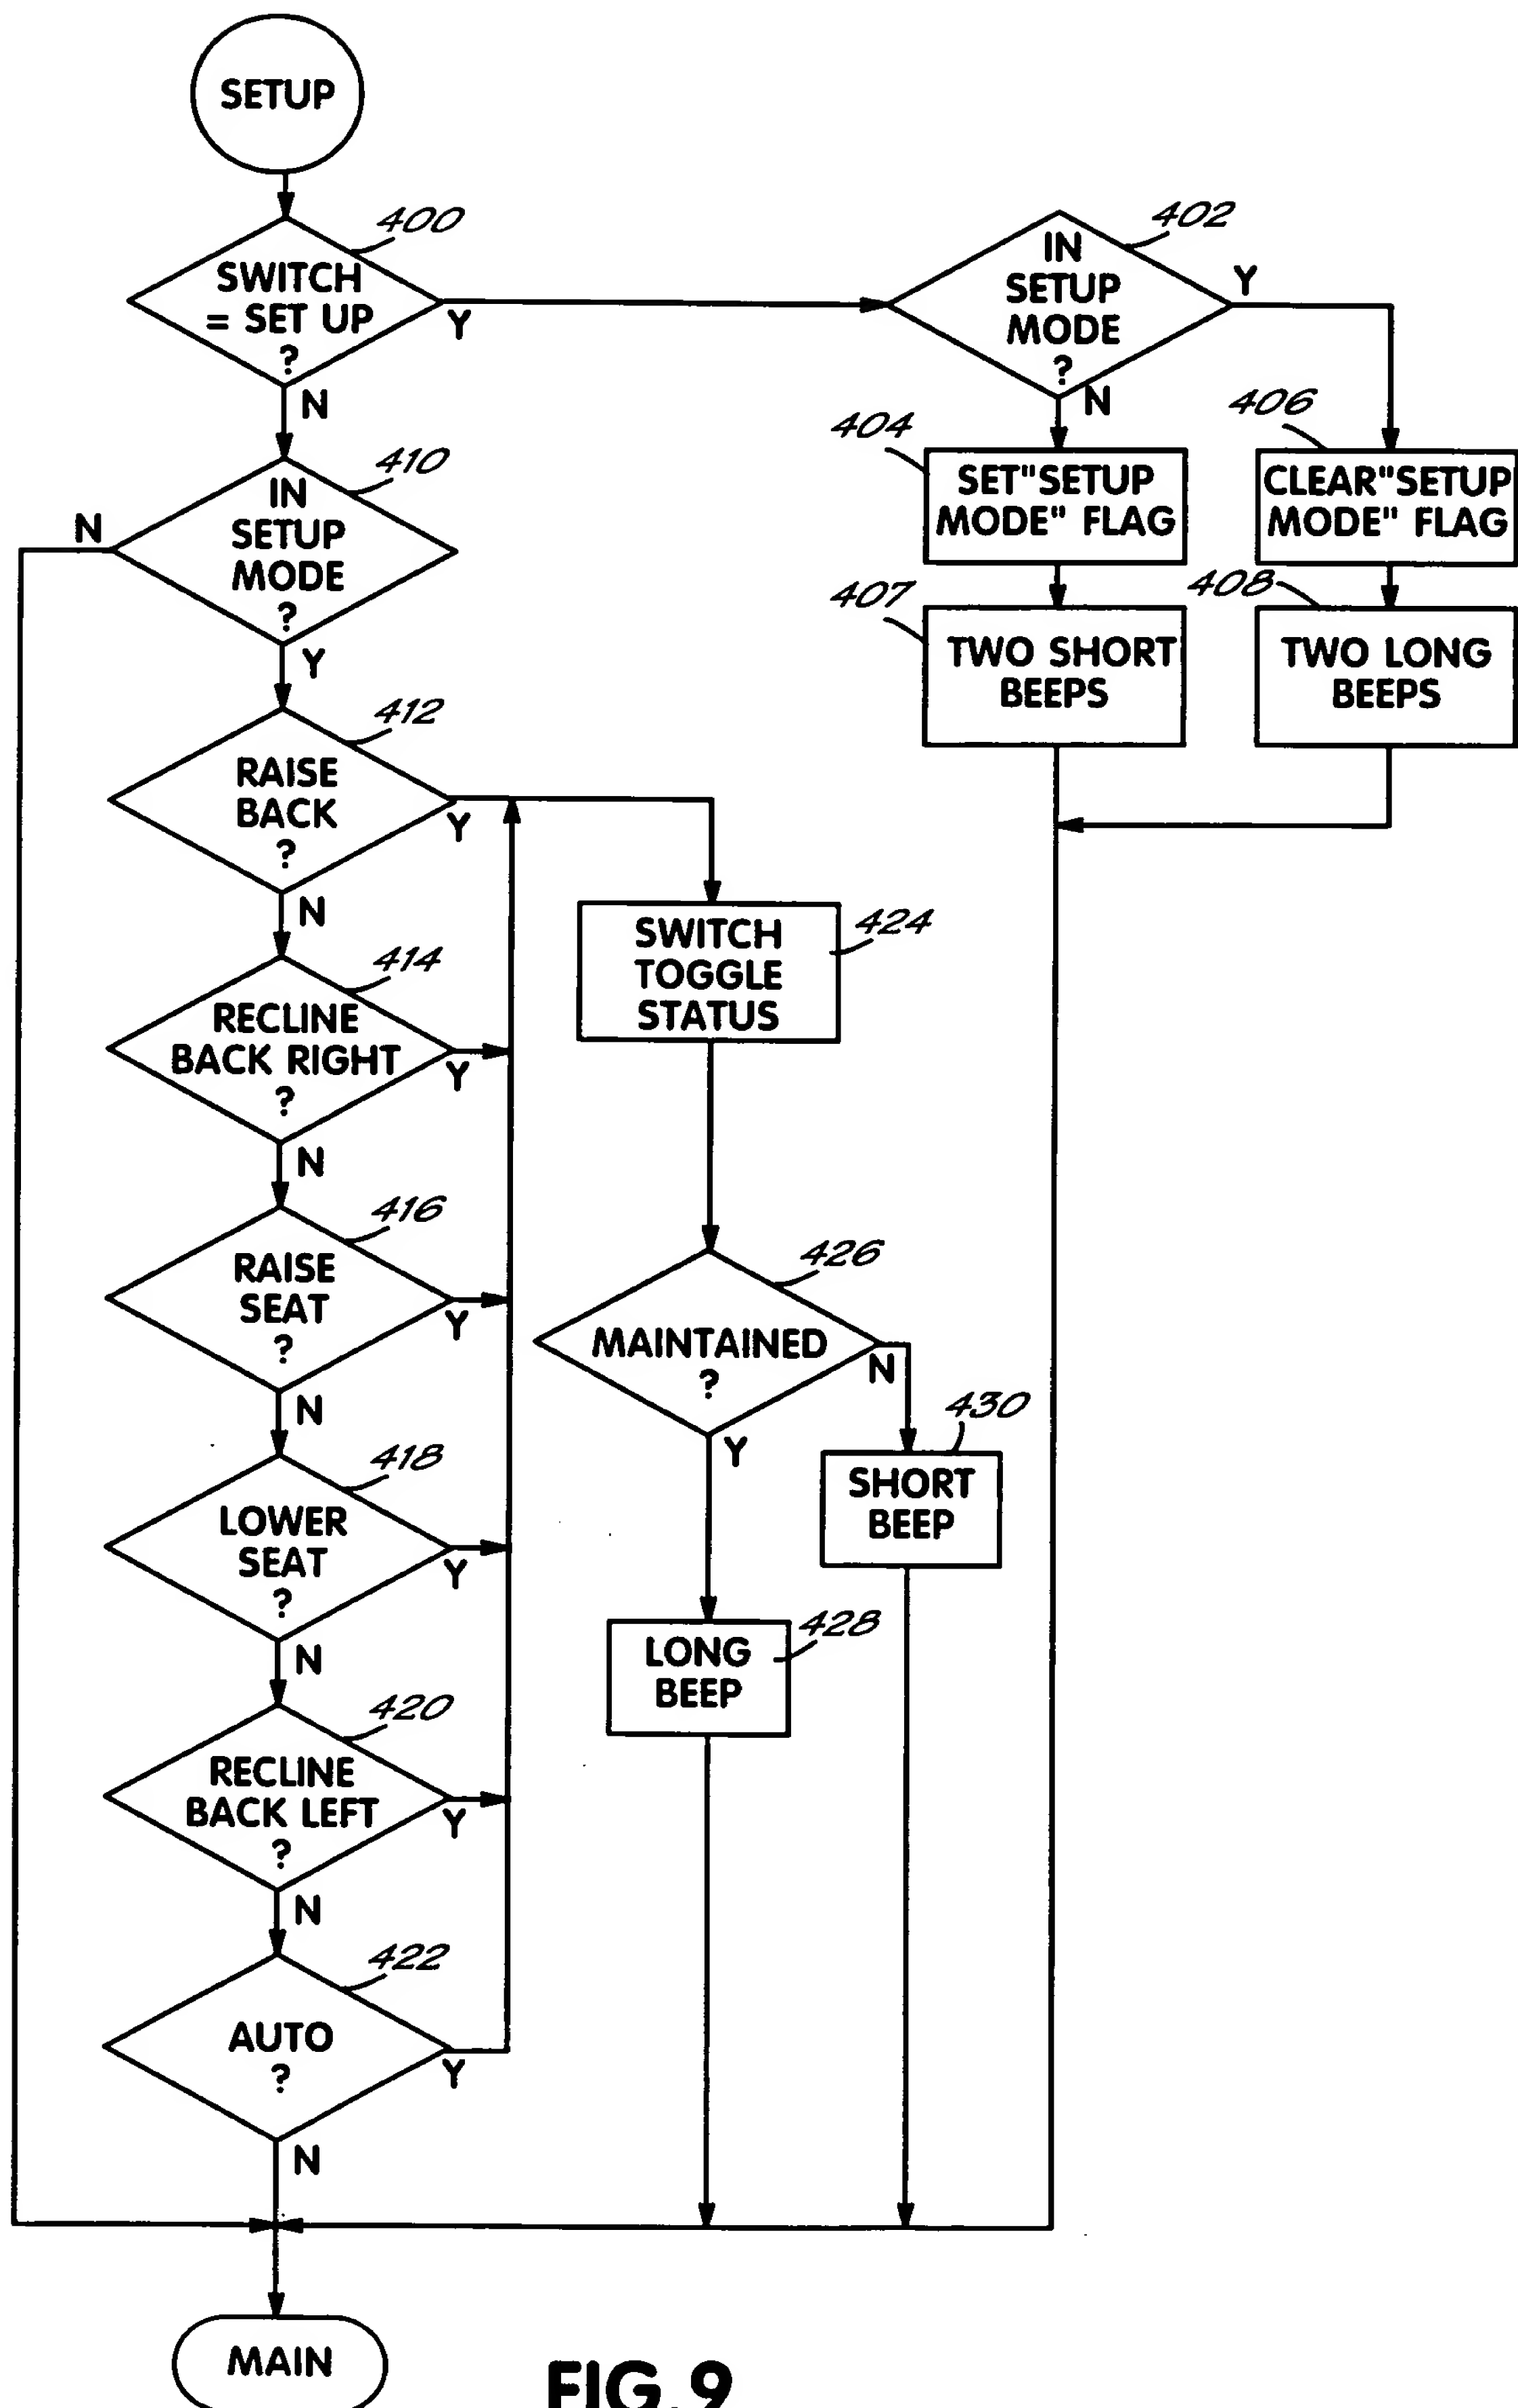 SETUP
400
SWITCH
= SET UP
?
Y
N
402
IN
SETUP
MODE
?
Y
N
404
SET"SETUP
MODE" FLAG
406
CLEAR"SETUP
MODE" FLAG
407
TWO SHORT
BEEPS
408
TWO LONG
BEEPS
410
IN
SETUP
MODE
?
N
Y
412
RAISE
BACK
?
Y
N
414
RECLINE
BACK RIGHT
?
Y
N
416
RAISE
SEAT
?
Y
N
418
LOWER
SEAT
?
Y
N
420
RECLINE
BACK LEFT
?
Y
N
422
AUTO
?
Y
N
424
SWITCH
TOGGLE
STATUS
426
MAINTAINED
?
N
Y
430
SHORT
BEEP
428
LONG
BEEP
MAIN
FIG.9